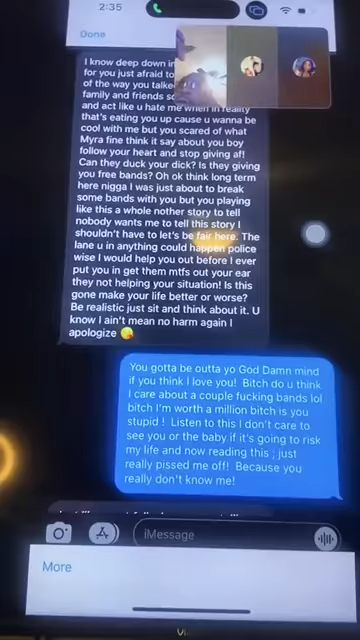 2:35
Done
I know deep down in
for you just afraid to
of the way you talke
family and friends so
and act like u hate me when in reality
that's eating you up cause u wanna be
cool with me but you scared of what
Myra fine think it say about you boy
follow your heart and stop giving af!
Can they duck your dick? Is they giving
you free bands? Oh ok think long term
here nigga I was just about to break
some bands with you but you playing
like this a whole nother story to tell
nobody wants me to tell this story I
shouldn't have to let's be fair here. The
lane u in anything could happen police
wise I would help you out before I ever
put you in get them mtfs out your ear
they not helping your situation! Is this
gone make your life better or worse?
Be realistic just sit and think about it. U
know I ain't mean no harm again I
apologize 😘
You gotta be outta yo God Damn mind
if you think I love you! Bitch do u think
I care about a couple fucking bands lol
bitch I'm worth a million bitch is you
stupid ! Listen to this I don't care to
see you or the baby if it's going to risk
my life and now reading this , just
really pissed me off! Because you
really don't know me!
iMessage
More